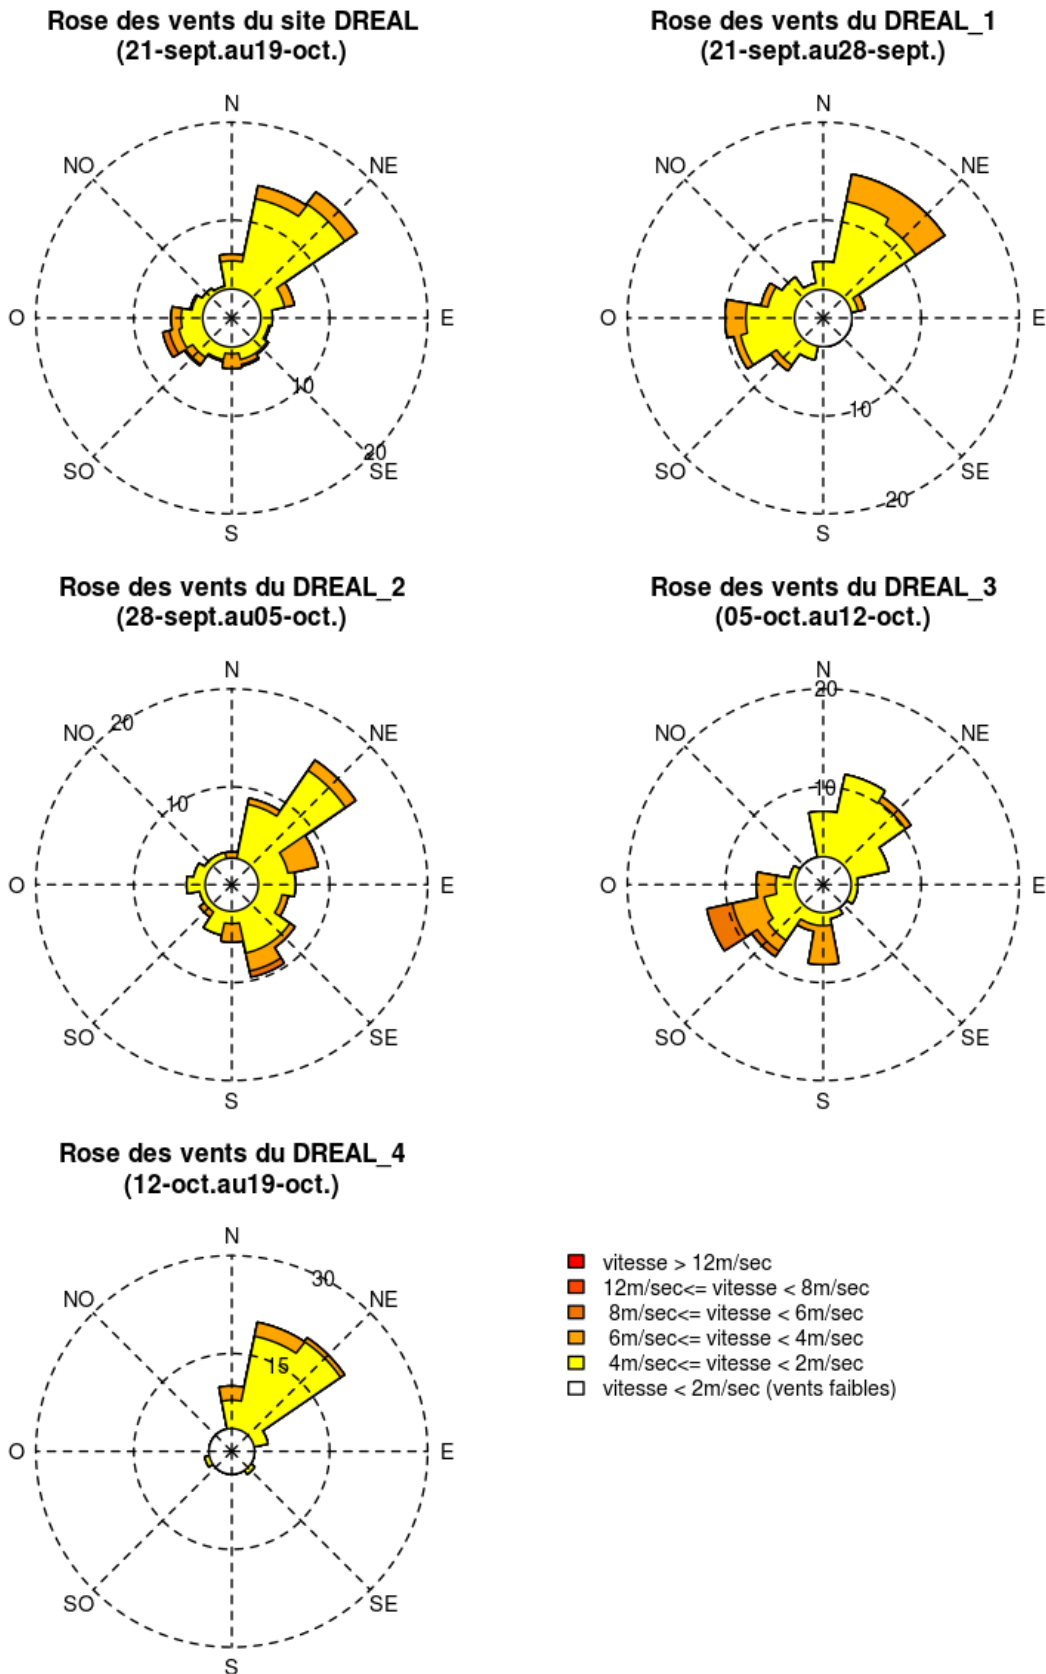 Rose des vents du site DREAL
(21-sept.au19-oct.)
N
NO
NE
O
E
10
20
SO
SE
S
Rose des vents du DREAL_1
(21-sept.au28-sept.)
N
NO
NE
O
E
10
20
SO
SE
S
Rose des vents du DREAL_2
(28-sept.au05-oct.)
N
20
NO
NE
10
O
E
SO
SE
S
Rose des vents du DREAL_3
(05-oct.au12-oct.)
N
20
NO
NE
10
O
E
SO
SE
S
Rose des vents du DREAL_4
(12-oct.au19-oct.)
N
30
NO
NE
15
O
E
SO
SE
S
vitesse > 12m/sec
12m/sec<= vitesse < 8m/sec
8m/sec<= vitesse < 6m/sec
6m/sec<= vitesse < 4m/sec
4m/sec<= vitesse < 2m/sec
vitesse < 2m/sec (vents faibles)